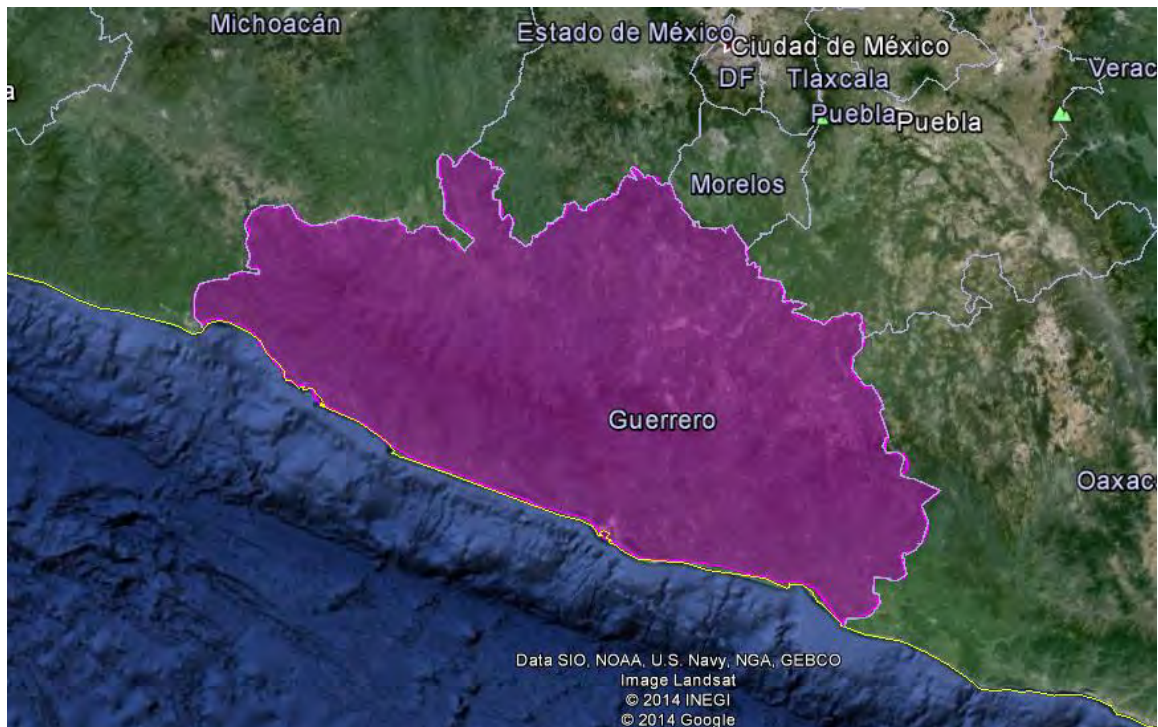 Michoacán
Estado de México
Ciudad de México
DF
Tlaxcala
Verac
a
Puebla
Puebla
Morelos
Guerrero
Oaxaca
Data SIO, NOAA, U.S. Navy, NGA, GEBCO
Image Landsat
© 2014 INEGI
© 2014 Google